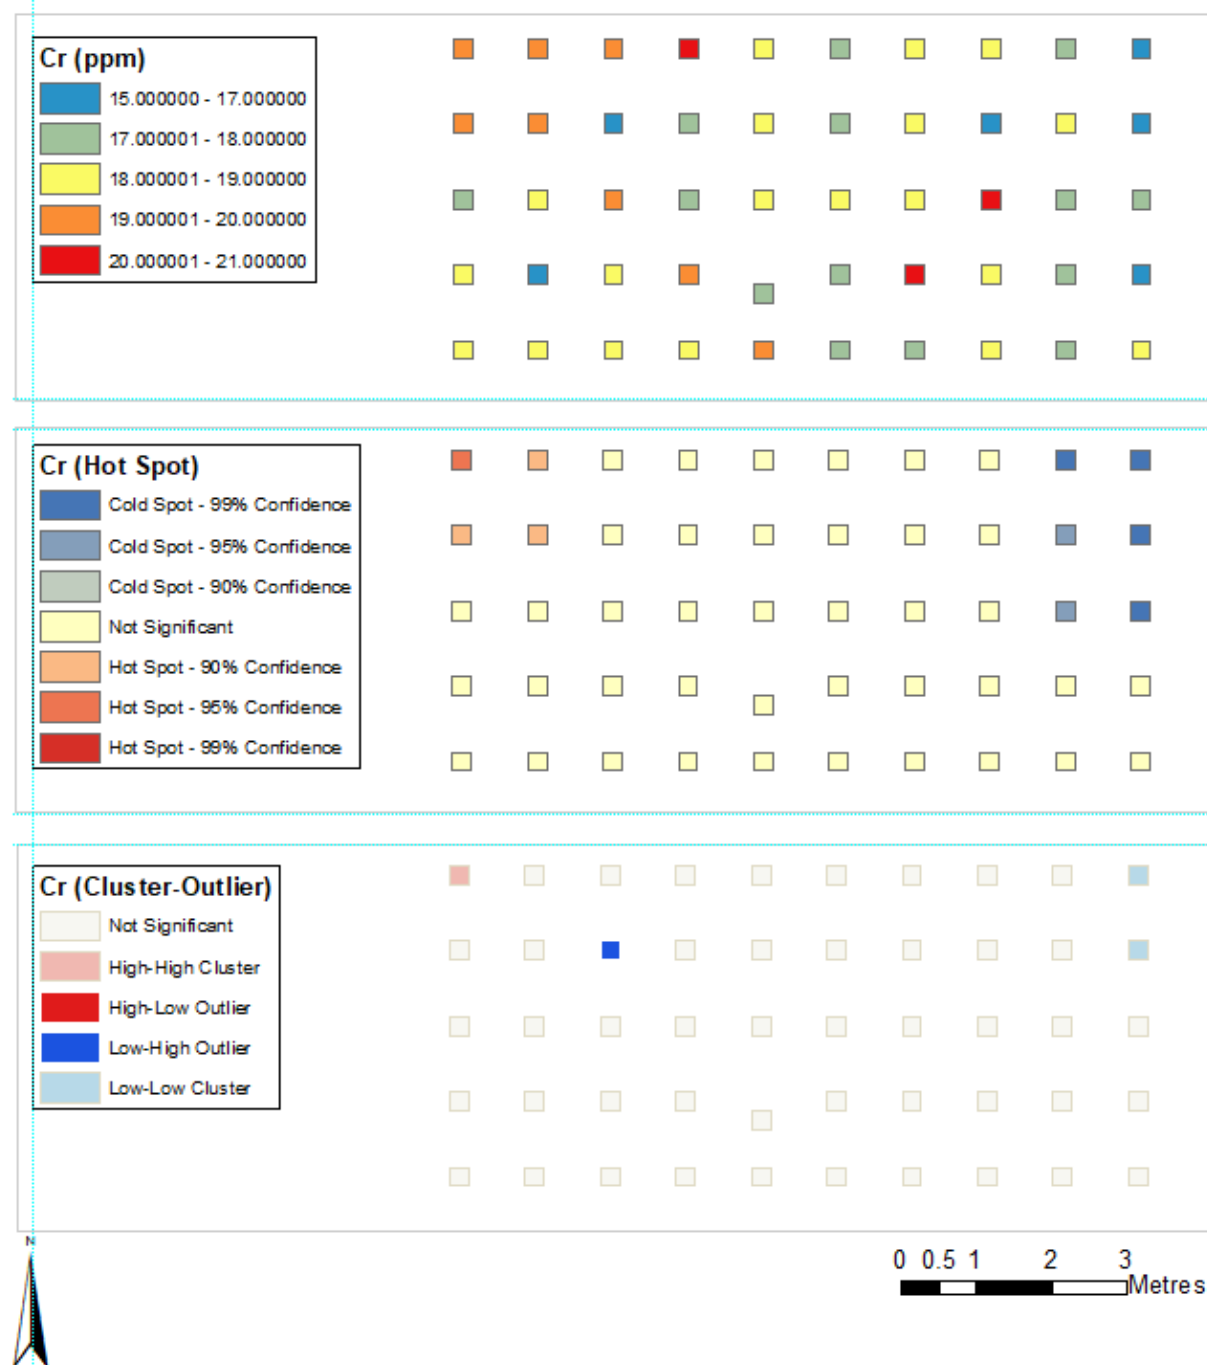 Cr (ppm)
15.000000 - 17.000000
17.000001 - 18.000000
18.000001 - 19.000000
19.000001 - 20.000000
20.000001 - 21.000000
Cr (Hot Spot)
Cold Spot - 99% Confidence
Cold Spot - 95% Confidence
Cold Spot - 90% Confidence
Not Significant
Hot Spot - 90% Confidence
Hot Spot - 95% Confidence
Hot Spot - 99% Confidence
Cr (Cluster-Outlier)
Not Significant
High-High Cluster
High-Low Outlier
Low-High Outlier
Low-Low Cluster
N
0 0.5 1 2 3
Metres